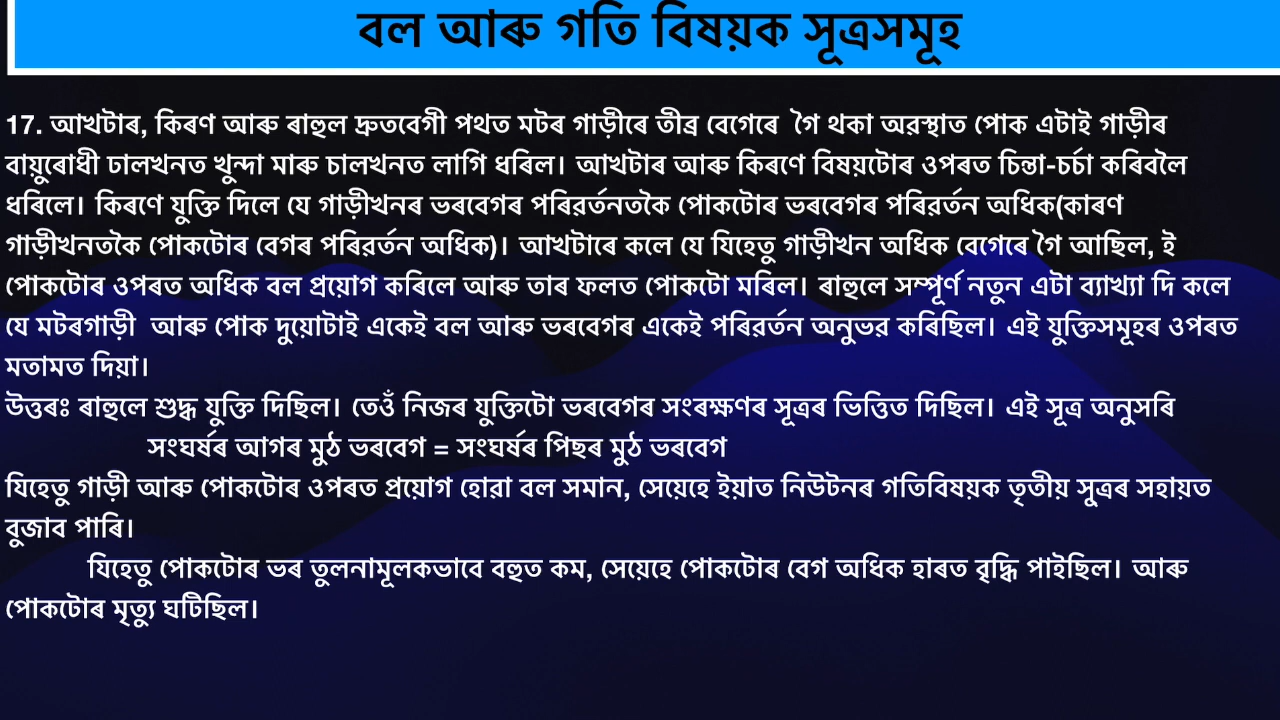 বল আৰু গতি বিষয়ক সূত্ৰসমূহ
17. আখটাৰ, কিৰণ আৰু ৰাহুল দ্ৰুতবেগী পথত মটৰ গাড়ীৰে তীব্ৰ বেগেৰে গৈ থকা অৱস্থাত পোক এটাই গাড়ীৰ
বায়ুৰোধী ঢালখনত খুন্দা মাৰু চালখনত লাগি ধৰিল। আখটাৰ আৰু কিৰণে বিষয়টোৰ ওপৰত চিন্তা-চৰ্চা কৰিবলৈ
ধৰিলে। কিৰণে যুক্তি দিলে যে গাড়ীখনৰ ভৰবেগৰ পৰিৱৰ্তনতকৈ পোকটোৰ ভৰবেগৰ পৰিৱৰ্তন অধিক(কাৰণ
গাড়ীখনতকৈ পোকটোৰ বেগৰ পৰিৱৰ্তন অধিক)। আখটাৰে কলে যে যিহেতু গাড়ীখন অধিক বেগেৰে গৈ আছিল, ই
পোকটোৰ ওপৰত অধিক বল প্ৰয়োগ কৰিলে আৰু তাৰ ফলত পোকটো মৰিল। ৰাহুলে সম্পূৰ্ণ নতুন এটা ব্যাখ্যা দি কলে
যে মটৰগাড়ী আৰু পোক দুয়োটাই একেই বল আৰু ভৰবেগৰ একেই পৰিৱৰ্তন অনুভৱ কৰিছিল। এই যুক্তিসমূহৰ ওপৰত
মতামত দিয়া।
উত্তৰঃ ৰাহুলে শুদ্ধ যুক্তি দিছিল। তেওঁ নিজৰ যুক্তিটো ভৰবেগৰ সংৰক্ষণৰ সূত্ৰৰ ভিত্তিত দিছিল। এই সূত্ৰ অনুসৰি
সংঘৰ্ষৰ আগৰ মুঠ ভৰবেগ = সংঘৰ্ষৰ পিছৰ মুঠ ভৰবেগ
যিহেতু গাড়ী আৰু পোকটোৰ ওপৰত প্ৰয়োগ হোৱা বল সমান, সেয়েহে ইয়াত নিউটনৰ গতিবিষয়ক তৃতীয় সূত্ৰৰ সহায়ত
বুজাব পাৰি।
যিহেতু পোকটোৰ ভৰ তুলনামূলকভাবে বহুত কম, সেয়েহে পোকটোৰ বেগ অধিক হাৰত বৃদ্ধি পাইছিল। আৰু
পোকটোৰ মৃত্যু ঘটিছিল।